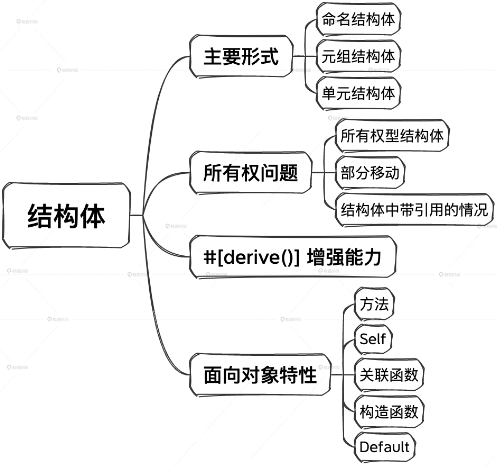 结构体
主要形式
命名结构体
元组结构体
单元结构体
所有权问题
所有权型结构体
部分移动
结构体中带引用的情况
#[derive()] 增强能力
面向对象特性
方法
Self
关联函数
构造函数
Default